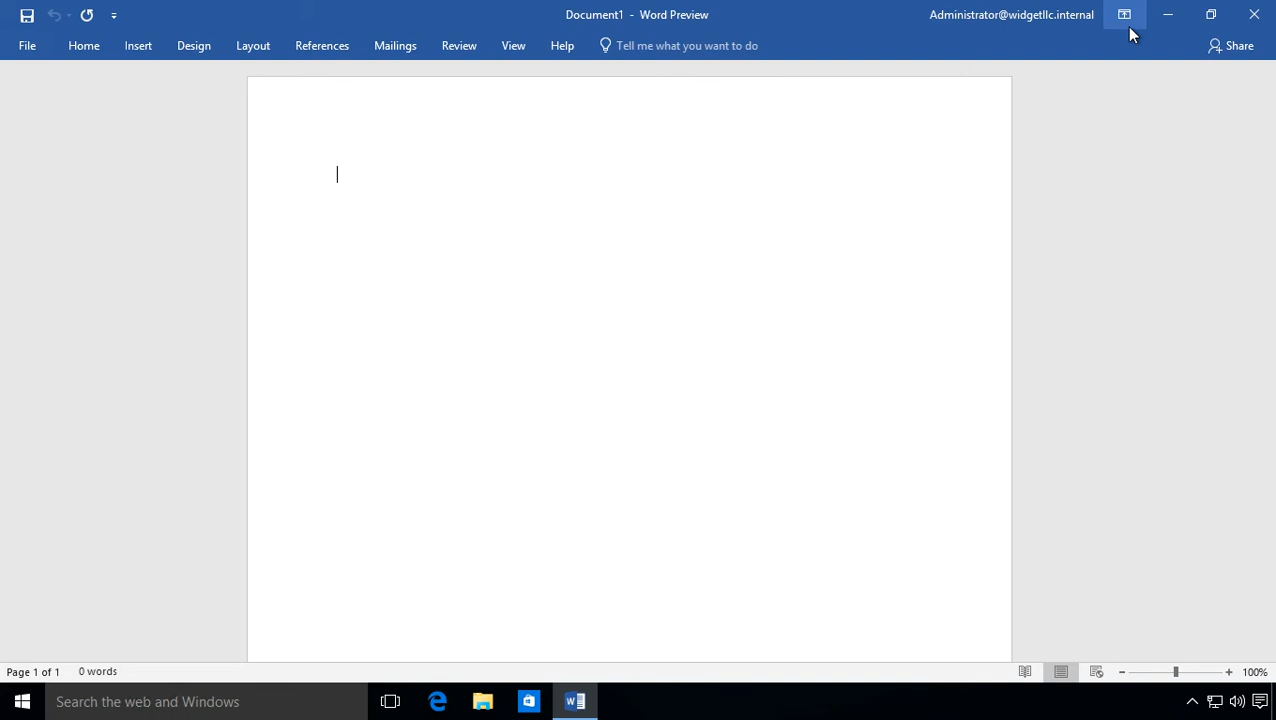 Document1 - Word Preview
Administrator@widgetllc.internal
File Home Insert Design Layout References Mailings Review View Help Tell me what you want to do Share
Page 1 of 1 0 words 100%
Search the web and Windows